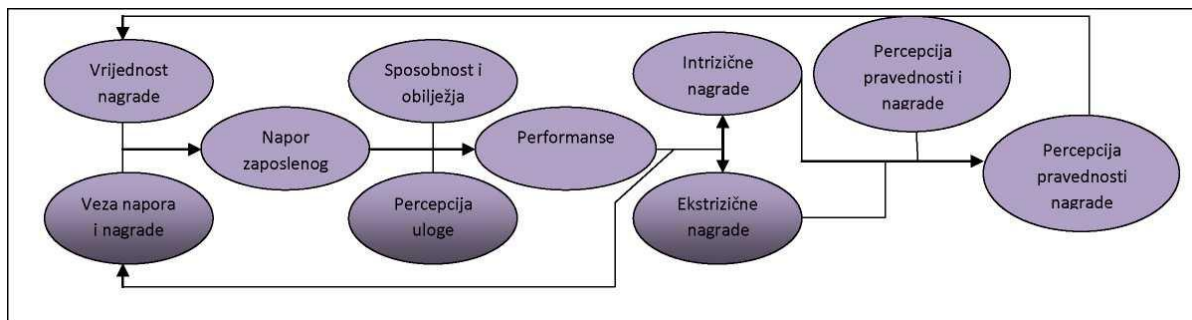 Vrijednost
nagrade
Veza napora
i nagrade
Napor
zaposlenog
Sposobnost i
obilježja
Percepcija
uloge
Performanse
Intrizične
nagrade
Ekstrizične
nagrade
Percepcija
pravednosti i
nagrade
Percepcija
pravednosti
nagrade